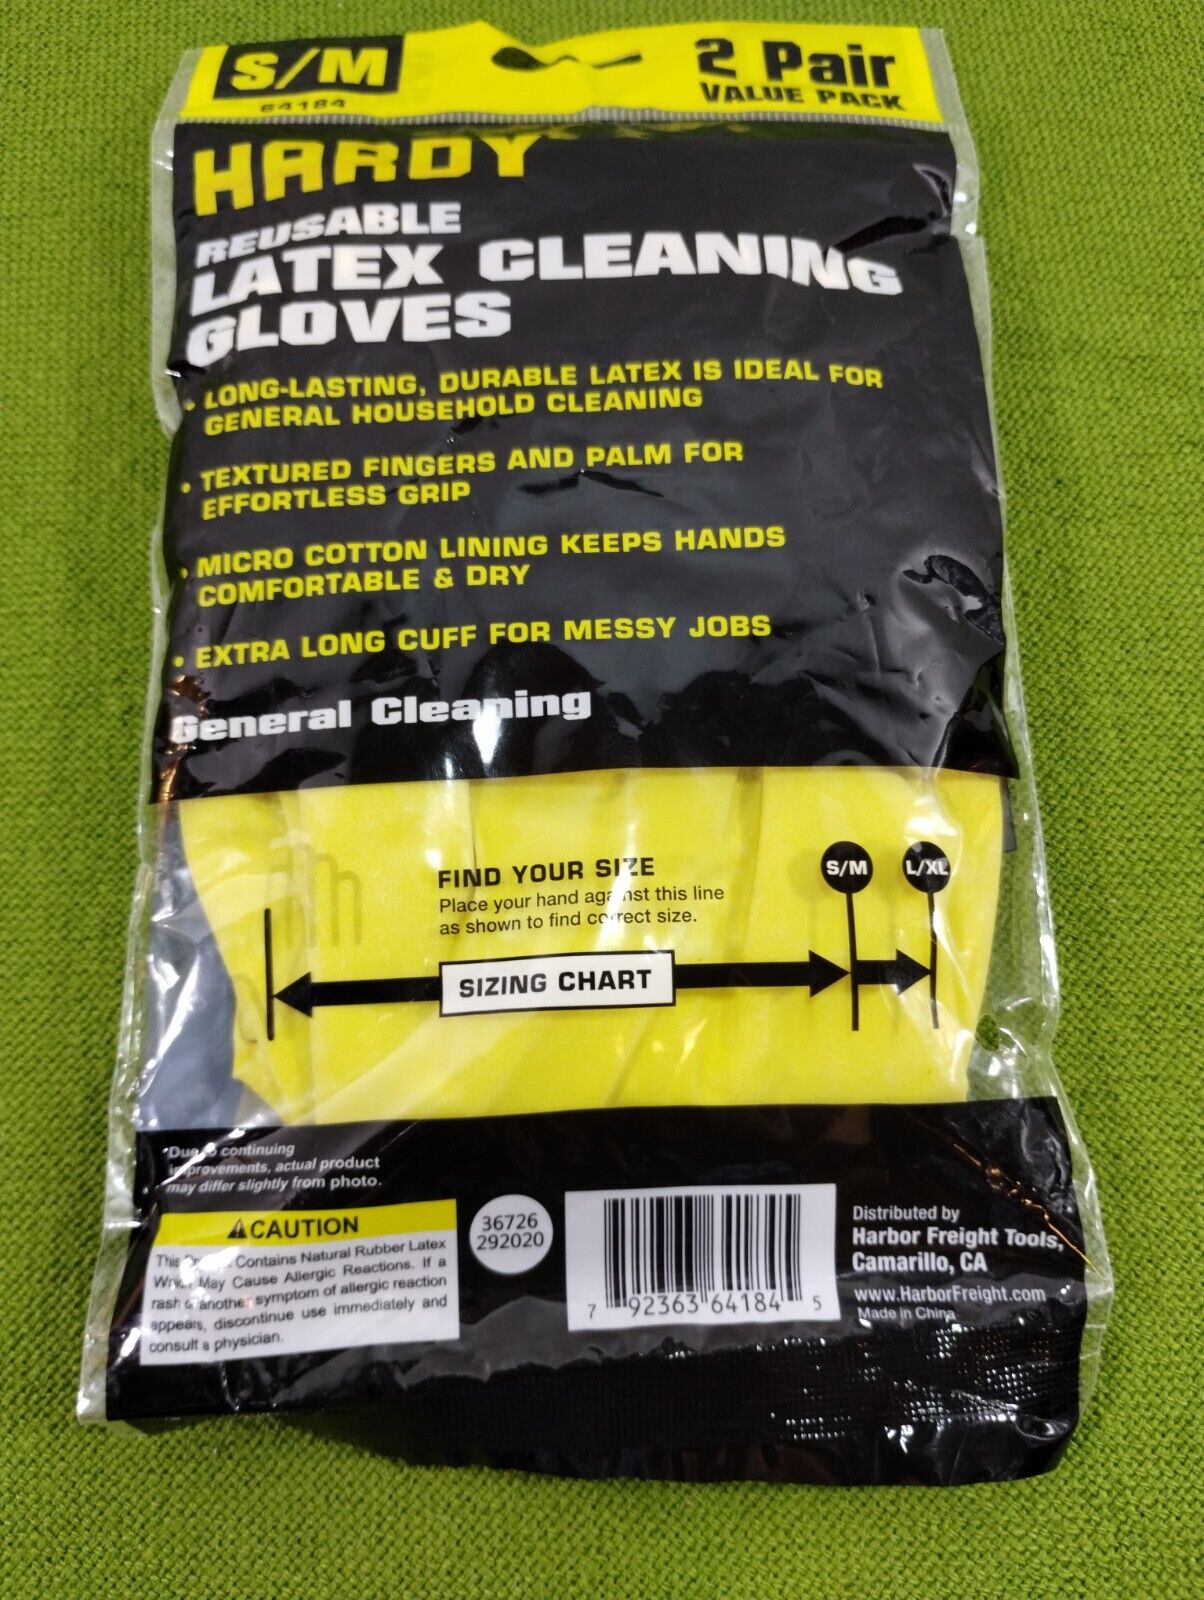 S/M
64184
2 Pair
VALUE PACK
HARDY
REUSABLE
LATEX CLEANING
GLOVES
• LONG-LASTING, DURABLE LATEX IS IDEAL FOR
GENERAL HOUSEHOLD CLEANING
• TEXTURED FINGERS AND PALM FOR
EFFORTLESS GRIP
• MICRO COTTON LINING KEEPS HANDS
COMFORTABLE & DRY
• EXTRA LONG CUFF FOR MESSY JOBS
General Cleaning
FIND YOUR SIZE
Place your hand against this line
as shown to find correct size.
S/M
L/XL
SIZING CHART
*Due to continuing
improvements, actual product
may differ slightly from photo.
CAUTION
This Product Contains Natural Rubber Latex
Which May Cause Allergic Reactions. If a
rash or another symptom of allergic reaction
appears, discontinue use immediately and
consult a physician.
36726
292020
7 92363 64184 5
Distributed by
Harbor Freight Tools,
Camarillo, CA
www.HarborFreight.com
Made in China